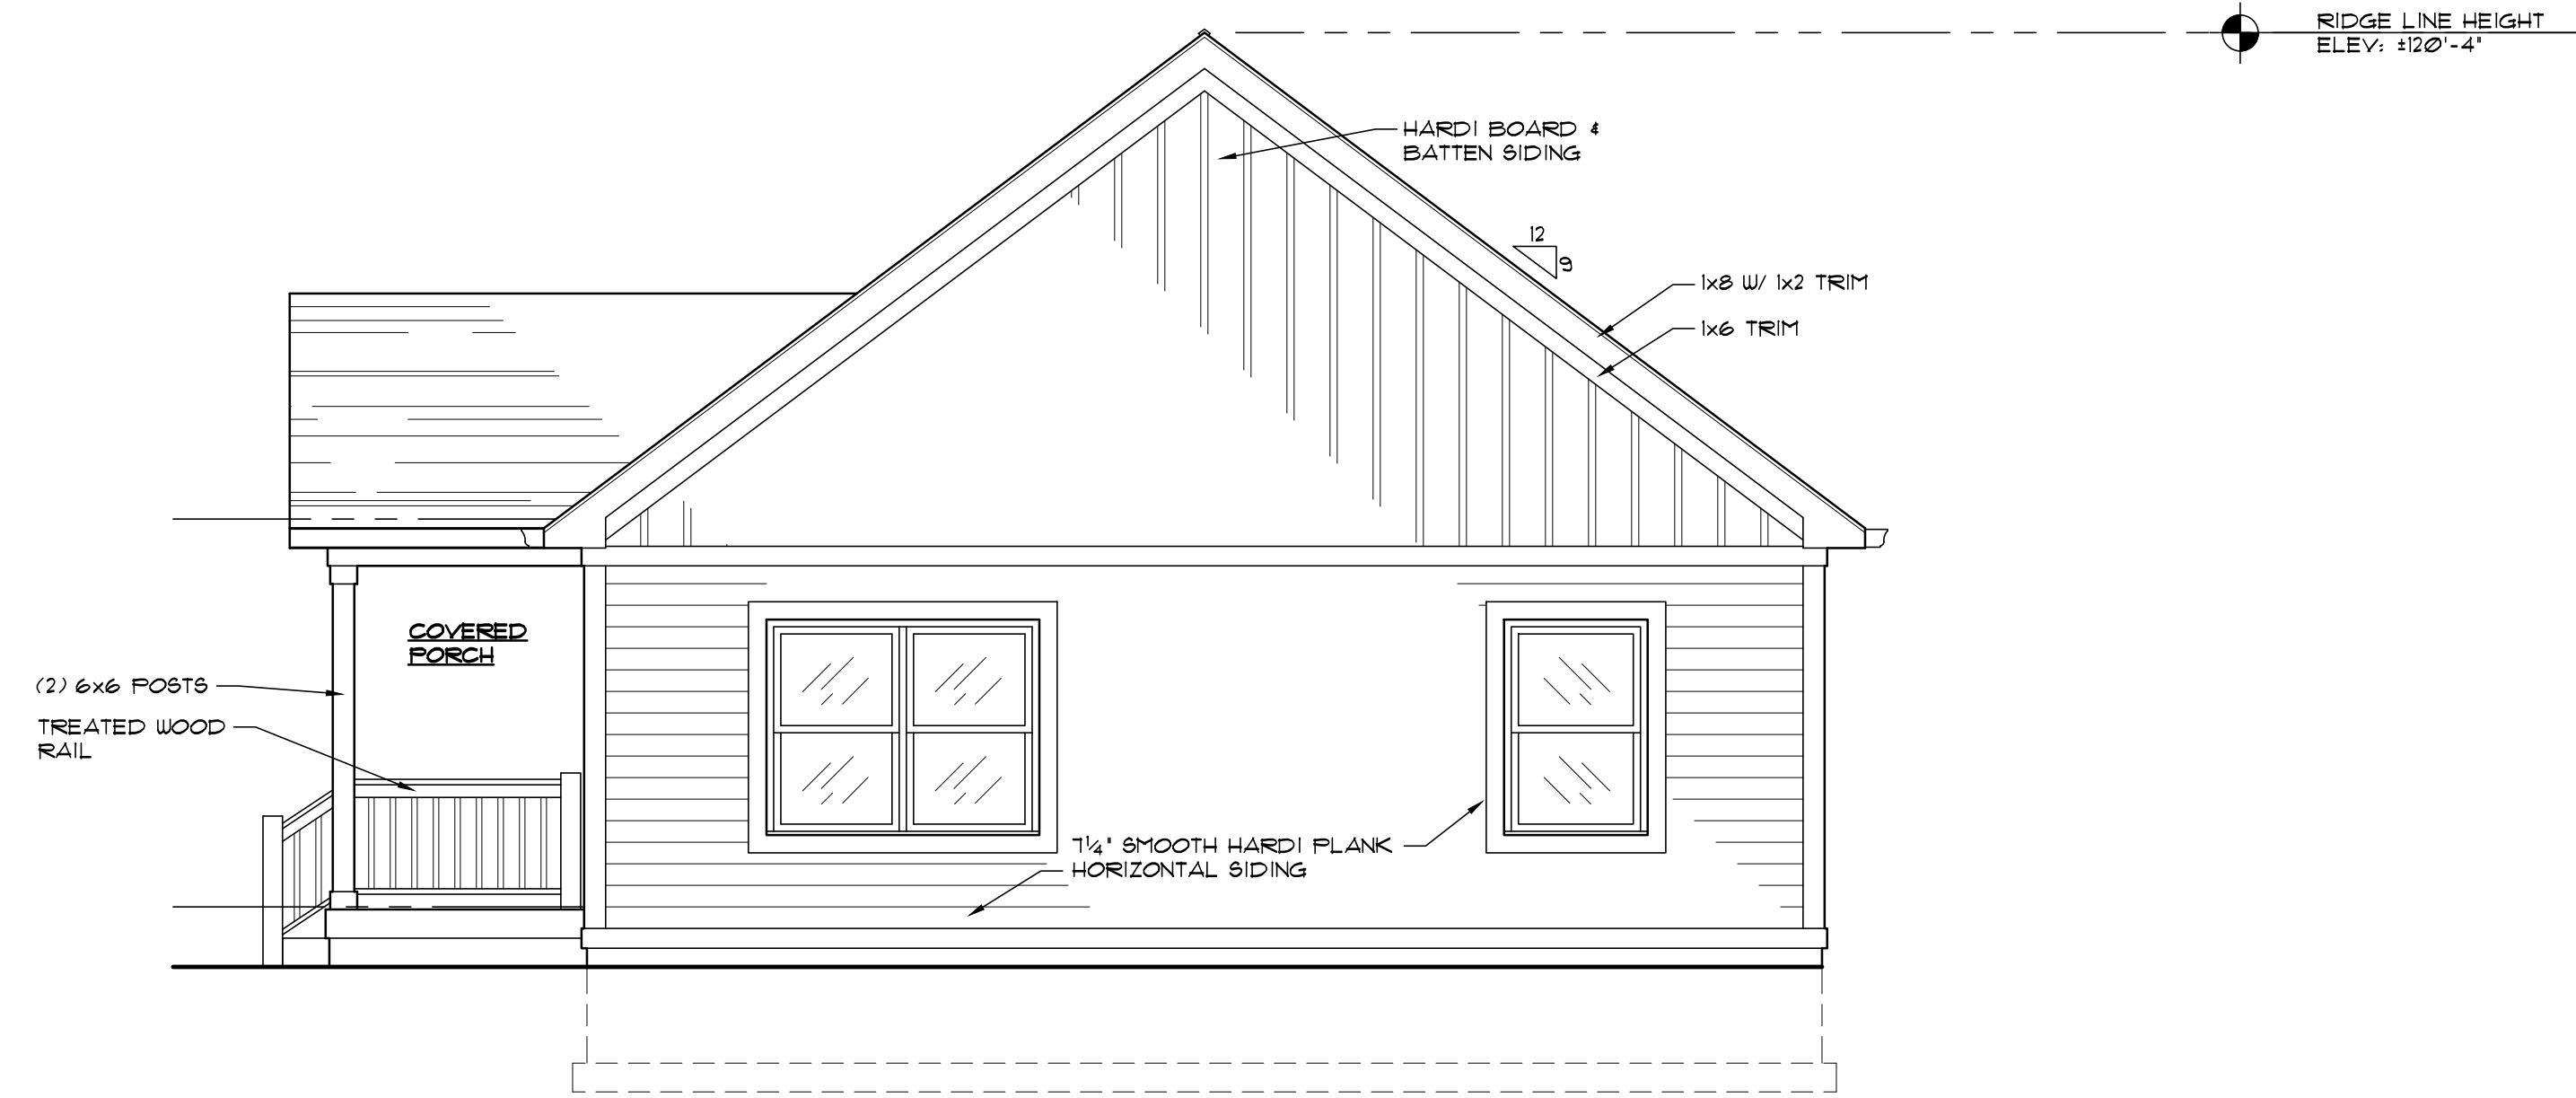 RIDGE LINE HEIGHT
ELEV: ±120'-4"
HARDI BOARD &
BATTEN SIDING
12
9
1x8 W/ 1x2 TRIM
1x6 TRIM
COVERED
PORCH
(2) 6x6 POSTS
TREATED WOOD
RAIL
7¼" SMOOTH HARDI PLANK
HORIZONTAL SIDING